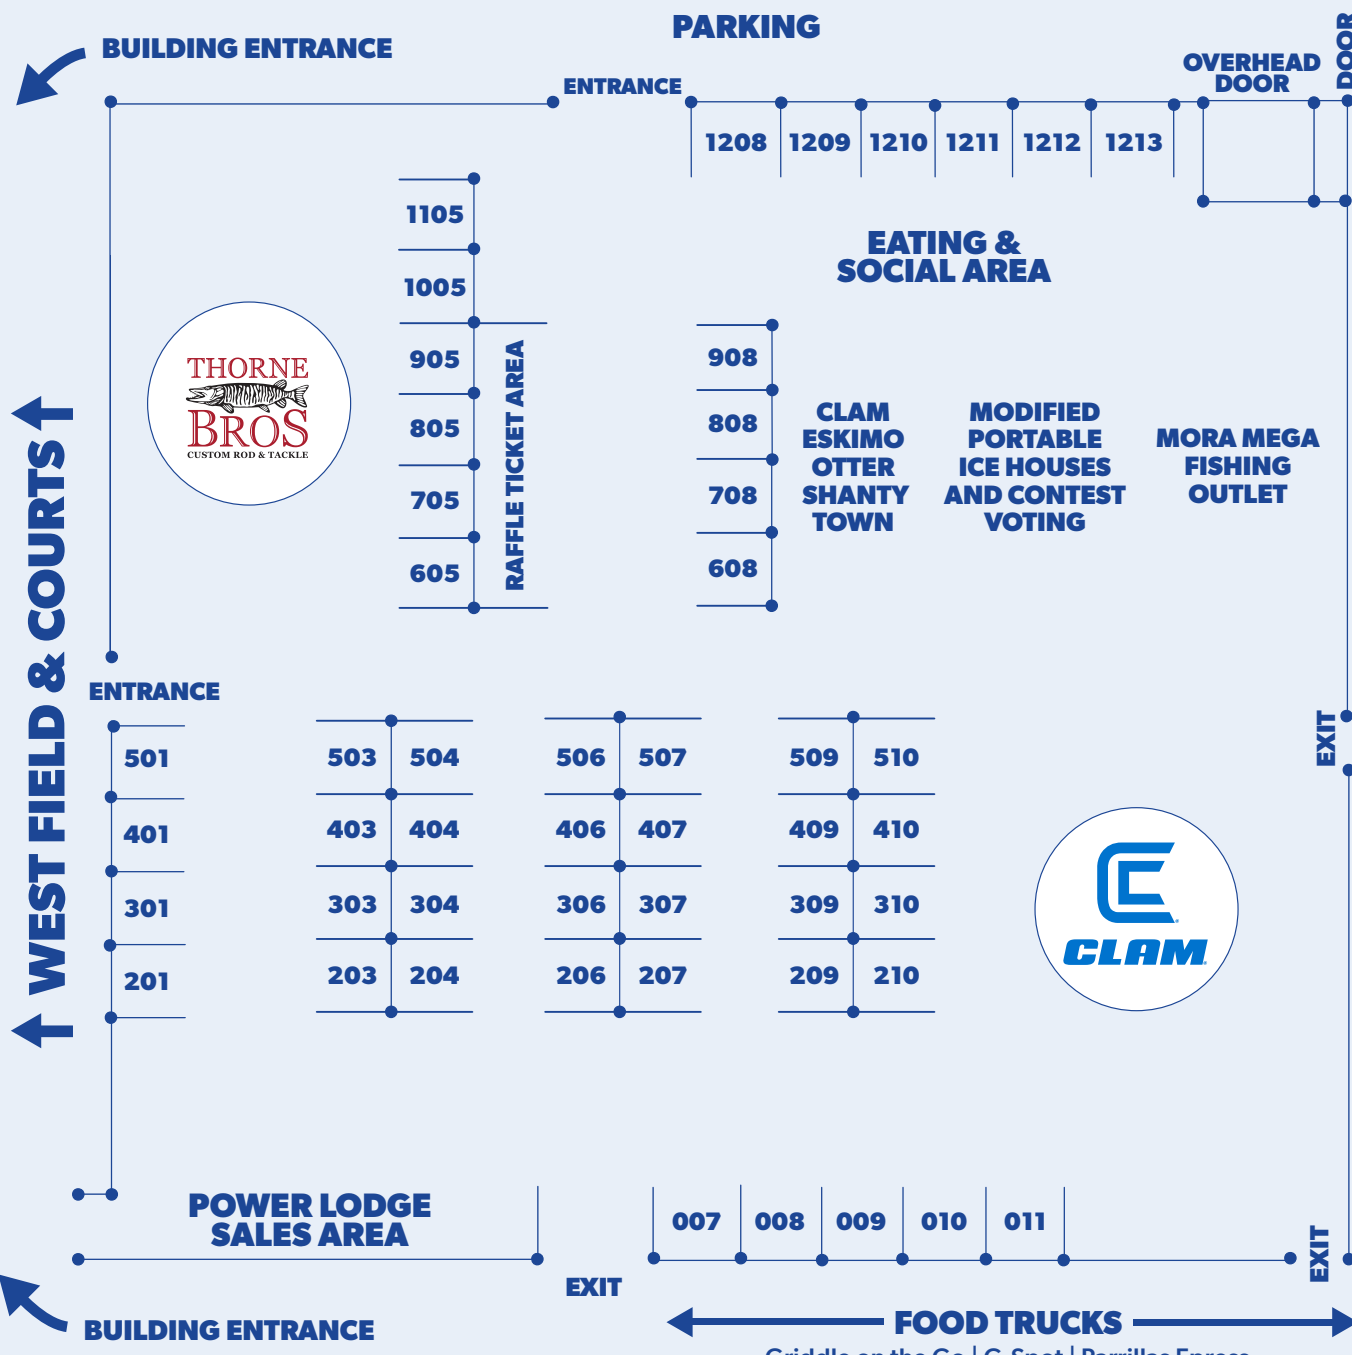 PARKING
BUILDING ENTRANCE
ENTRANCE
OVERHEAD
DOOR
DOOR
1208 1209 1210 1211 1212 1213
1105
1005
905
805
705
605
RAFFLE TICKET AREA
EATING &
SOCIAL AREA
THORNE
BROS
CUSTOM ROD & TACKLE
908
808
708
608
CLAM
ESKIMO
OTTER
SHANTY
TOWN
MODIFIED
PORTABLE
ICE HOUSES
AND CONTEST
VOTING
MORA MEGA
FISHING
OUTLET
WEST FIELD & COURTS
ENTRANCE
EXIT
501 503 504 506 507 509 510
401 403 404 406 407 409 410
301 303 304 306 307 309 310
201 203 204 206 207 209 210
CLAM
POWER LODGE
SALES AREA
007 008 009 010 011
EXIT
EXIT
BUILDING ENTRANCE
FOOD TRUCKS